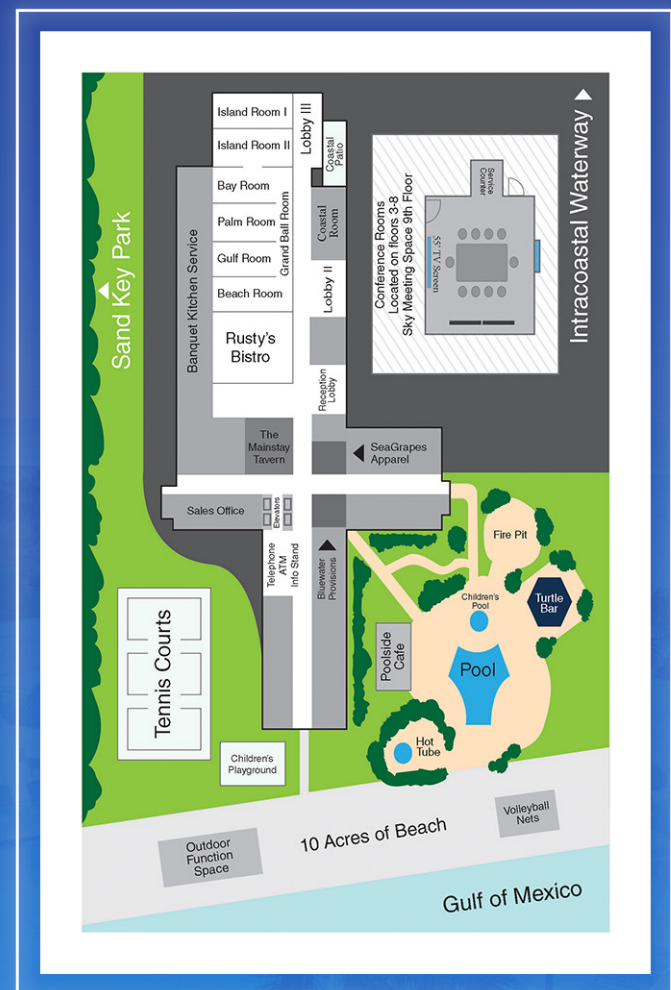 Island Room I
Island Room II
Bay Room
Palm Room
Gulf Room
Beach Room
Grand Ball Room
Lobby III
Coastal
Patio
Coastal
Room
Lobby II
Banquet Kitchen Service
Rusty's
Bistro
Reception
Lobby
The
Mainstay
Tavern
SeaGrapes
Apparel
Sales Office
Elevators
Telephone
ATM
Info Stand
Bluewater
Provisions
Sand Key Park
Intracoastal Waterway
Conference Rooms
Located on floors 3-8
Sky Meeting Space 9th Floor
Service
Counter
55" TV Screen
Fire Pit
Children's
Pool
Turtle
Bar
Poolside
Cafe
Pool
Hot
Tube
Tennis Courts
Children's
Playground
Outdoor
Function
Space
10 Acres of Beach
Volleyball
Nets
Gulf of Mexico